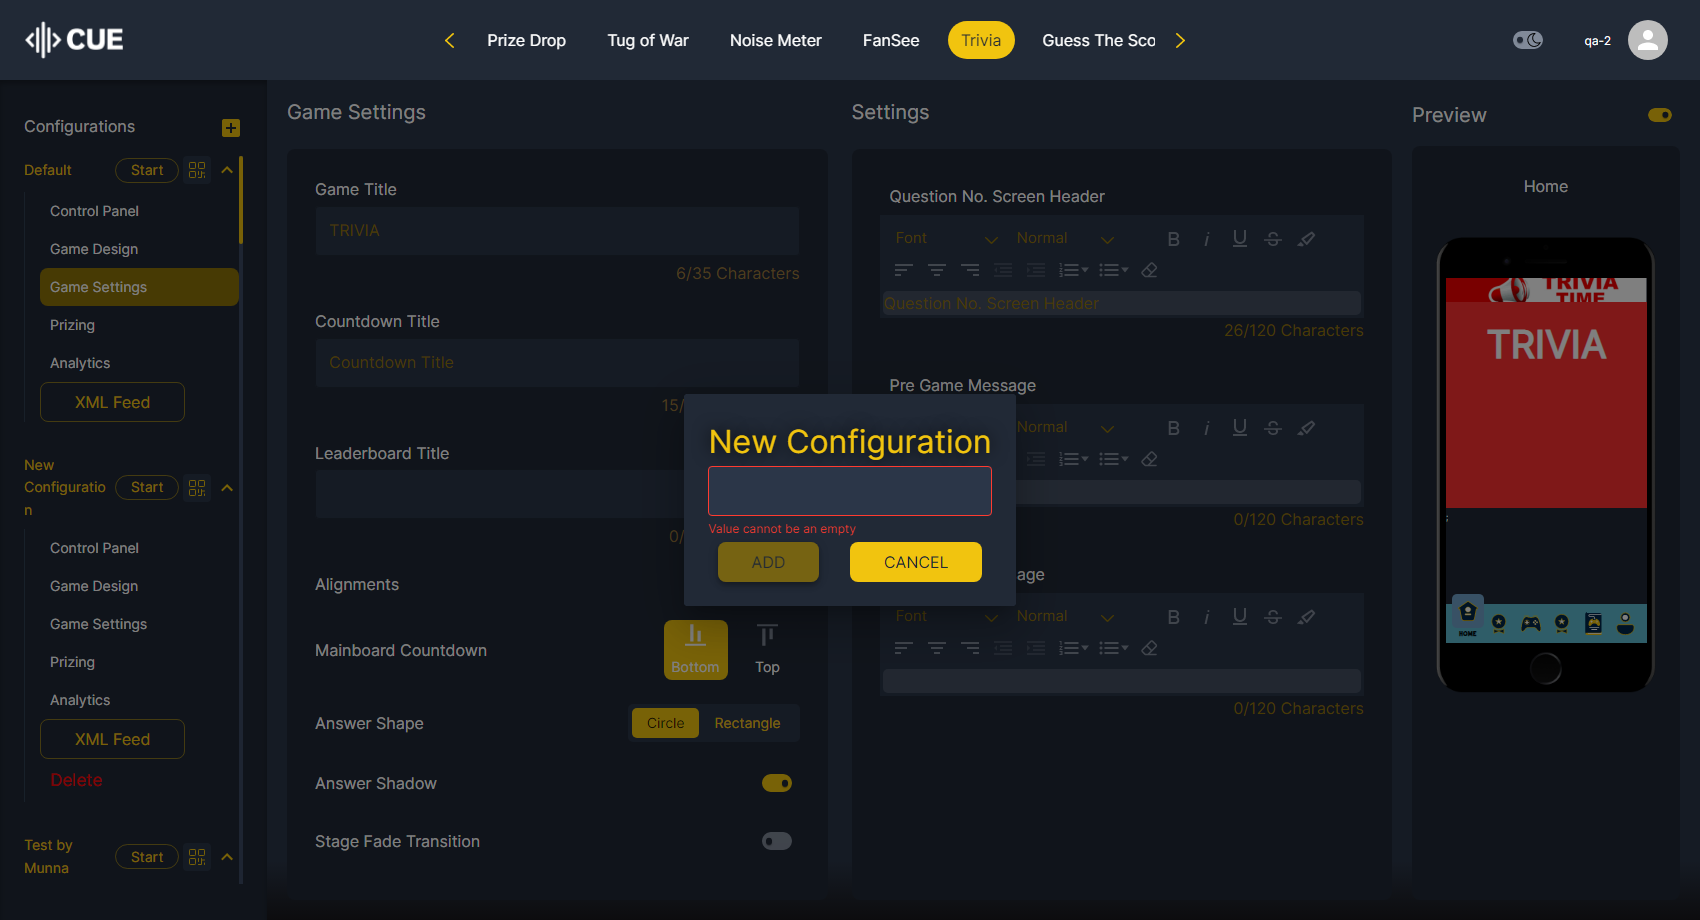 CUE
Prize Drop
Tug of War
Noise Meter
FanSee
Trivia
Guess The Sco
qa-2
Configurations
Default
Start
Control Panel
Game Design
Game Settings
Prizing
Analytics
XML Feed
New
Configuratio
n
Start
Control Panel
Game Design
Game Settings
Prizing
Analytics
XML Feed
Delete
Test by
Munna
Start
Game Settings
Game Title
TRIVIA
6/35 Characters
Countdown Title
Countdown Title
15/
Leaderboard Title
0/
Alignments
Mainboard Countdown
Bottom
Top
Answer Shape
Circle
Rectangle
Answer Shadow
Stage Fade Transition
New Configuration
Value cannot be an empty
ADD
CANCEL
Settings
Question No. Screen Header
Font
Normal
Question No. Screen Header
26/120 Characters
Pre Game Message
Normal
0/120 Characters
age
Font
Normal
0/120 Characters
Preview
Home
TRIVIA
TIME
TRIVIA
HOME